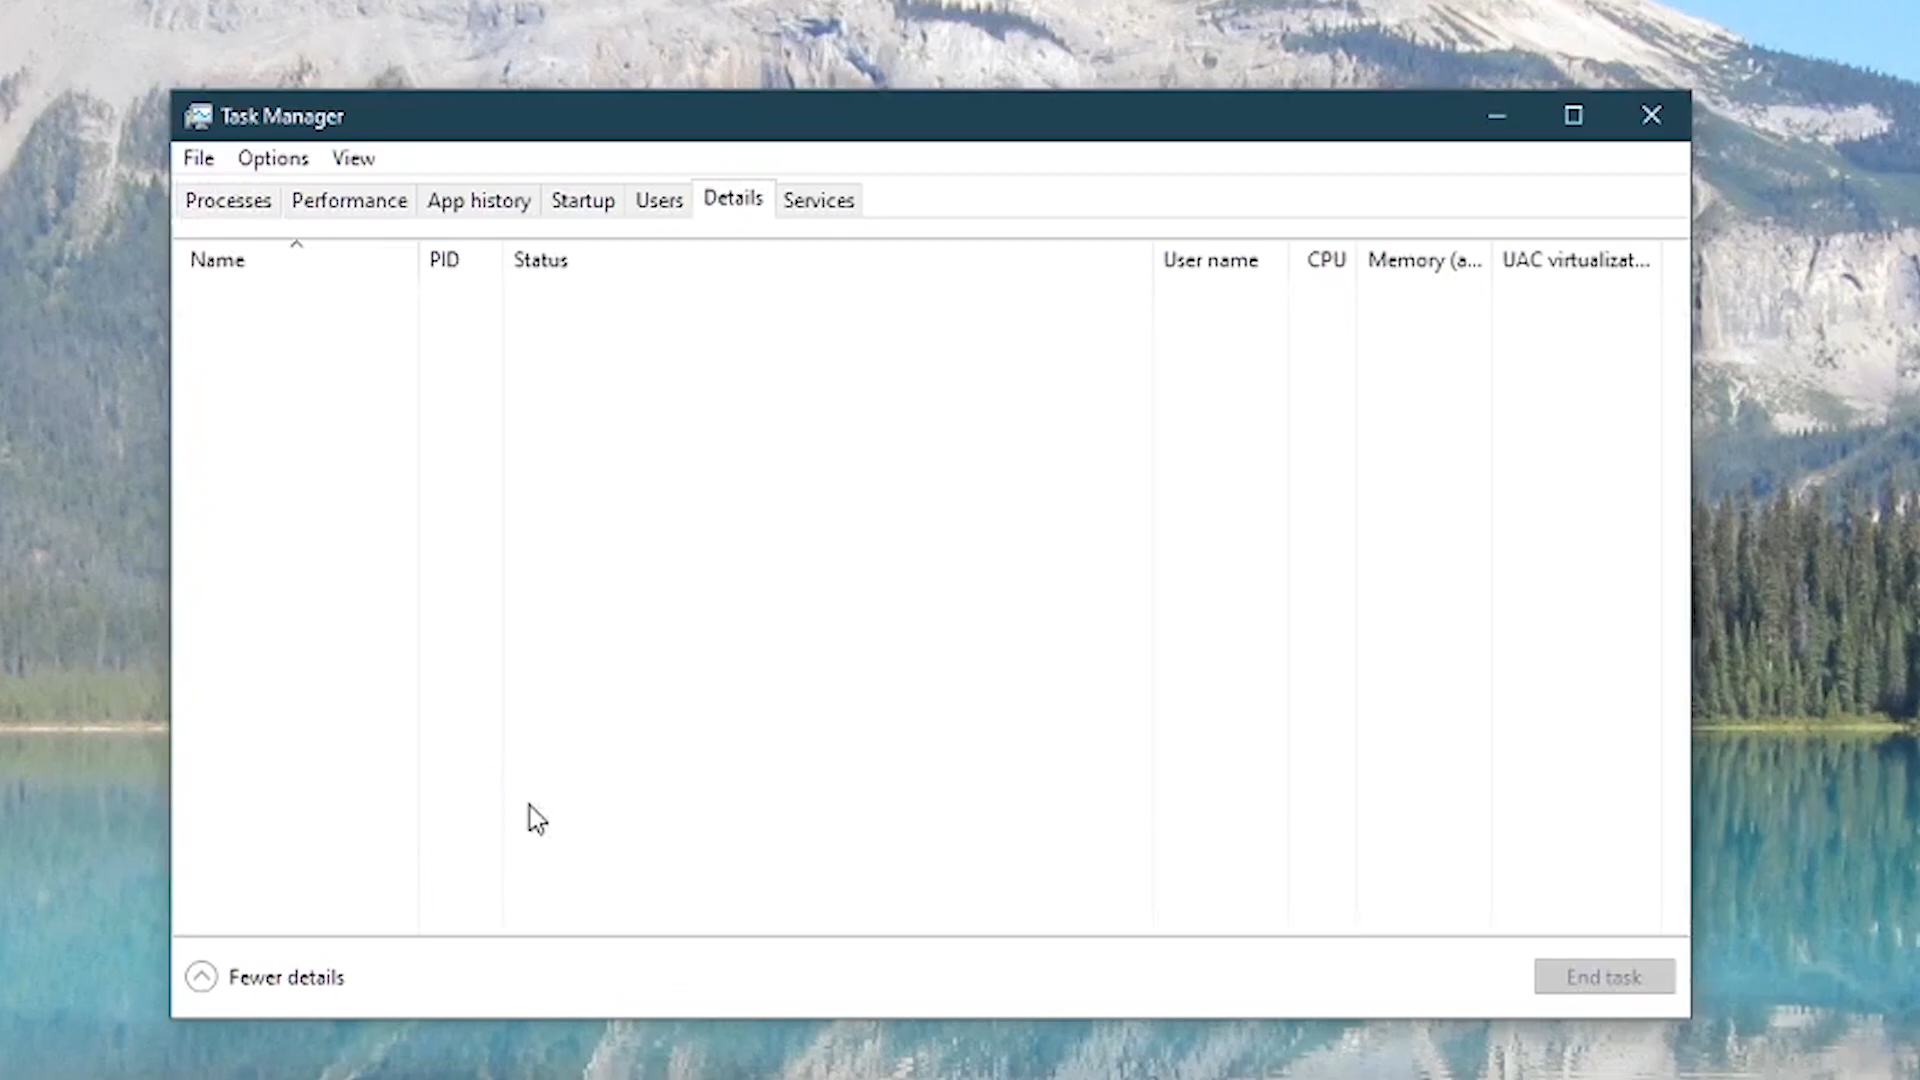 Task Manager
File Options View
Processes Performance App history Startup Users Details Services
Name PID Status User name CPU Memory (a... UAC virtualizat...
Fewer details End task